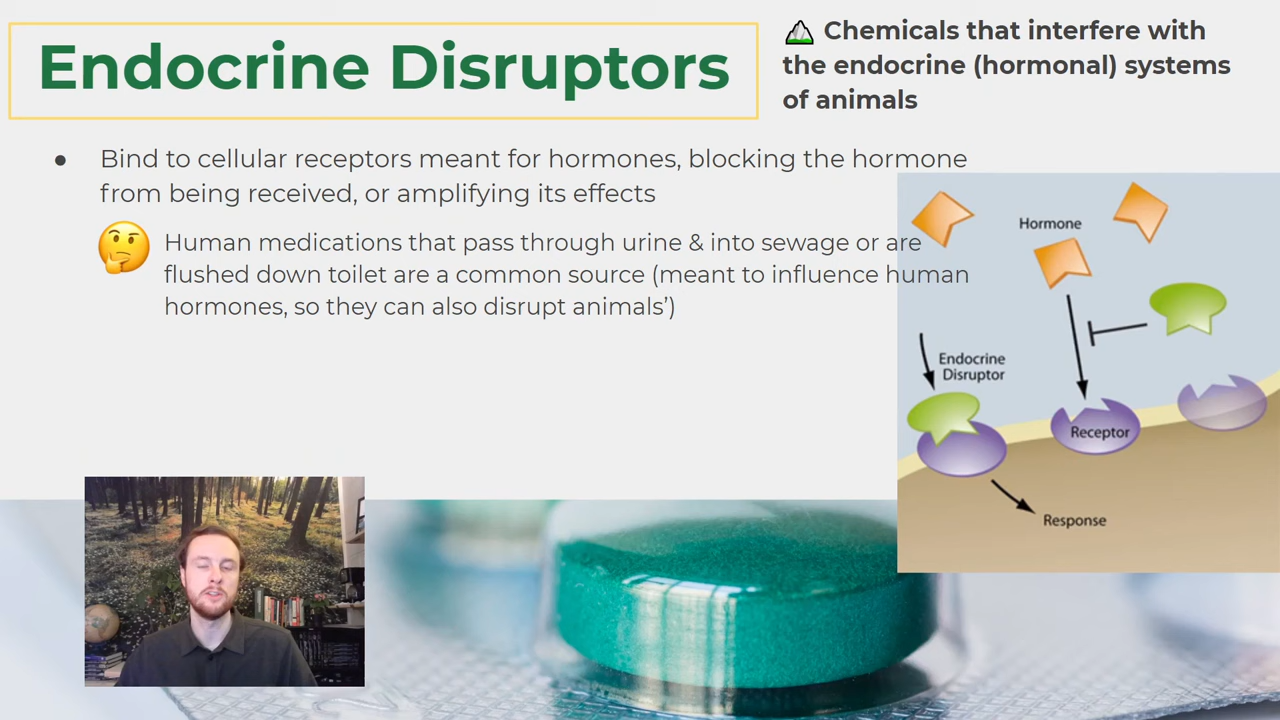 Endocrine Disruptors
Chemicals that interfere with
the endocrine (hormonal) systems
of animals
Bind to cellular receptors meant for hormones, blocking the hormone
from being received, or amplifying its effects
Human medications that pass through urine & into sewage or are
flushed down toilet are a common source (meant to influence human
hormones, so they can also disrupt animals’)
Hormone
Endocrine
Disruptor
Receptor
Response